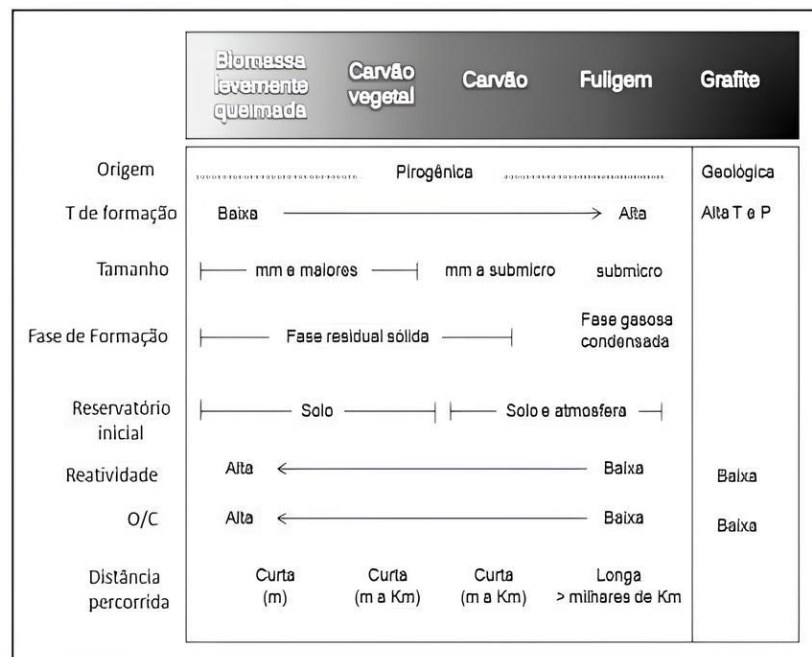 Biomassa
levemente
queimada
Carvão
vegetal
Carvão
Fuligem
Grafite
Origem
Pirogênica
Geológica
T de formação
Baixa
Alta
Alta T e P
Tamanho
mm e maiores
mm a submicro
submicro
Fase de Formação
Fase residual sólida
Fase gasosa
condensada
Reservatório
inicial
Solo
Solo e atmosfera
Reatividade
Alta
Baixa
Baixa
O/C
Alta
Baixa
Baixa
Distância
percorrida
Curta
(m)
Curta
(m a Km)
Curta
(m a Km)
Longa
> milhares de Km